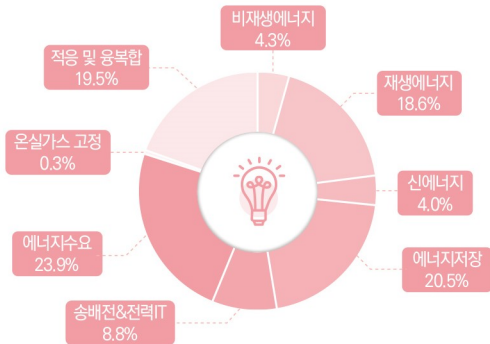 비재생에너지
4.3%
적응 및 융복합
19.5%
재생에너지
18.6%
온실가스 고정
0.3%
신에너지
4.0%
에너지수요
23.9%
에너지저장
20.5%
송배전&전력IT
8.8%